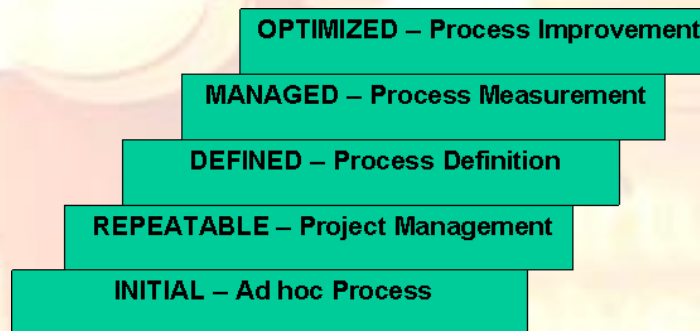 OPTIMIZED – Process Improvement
MANAGED – Process Measurement
DEFINED – Process Definition
REPEATABLE – Project Management
INITIAL – Ad hoc Process